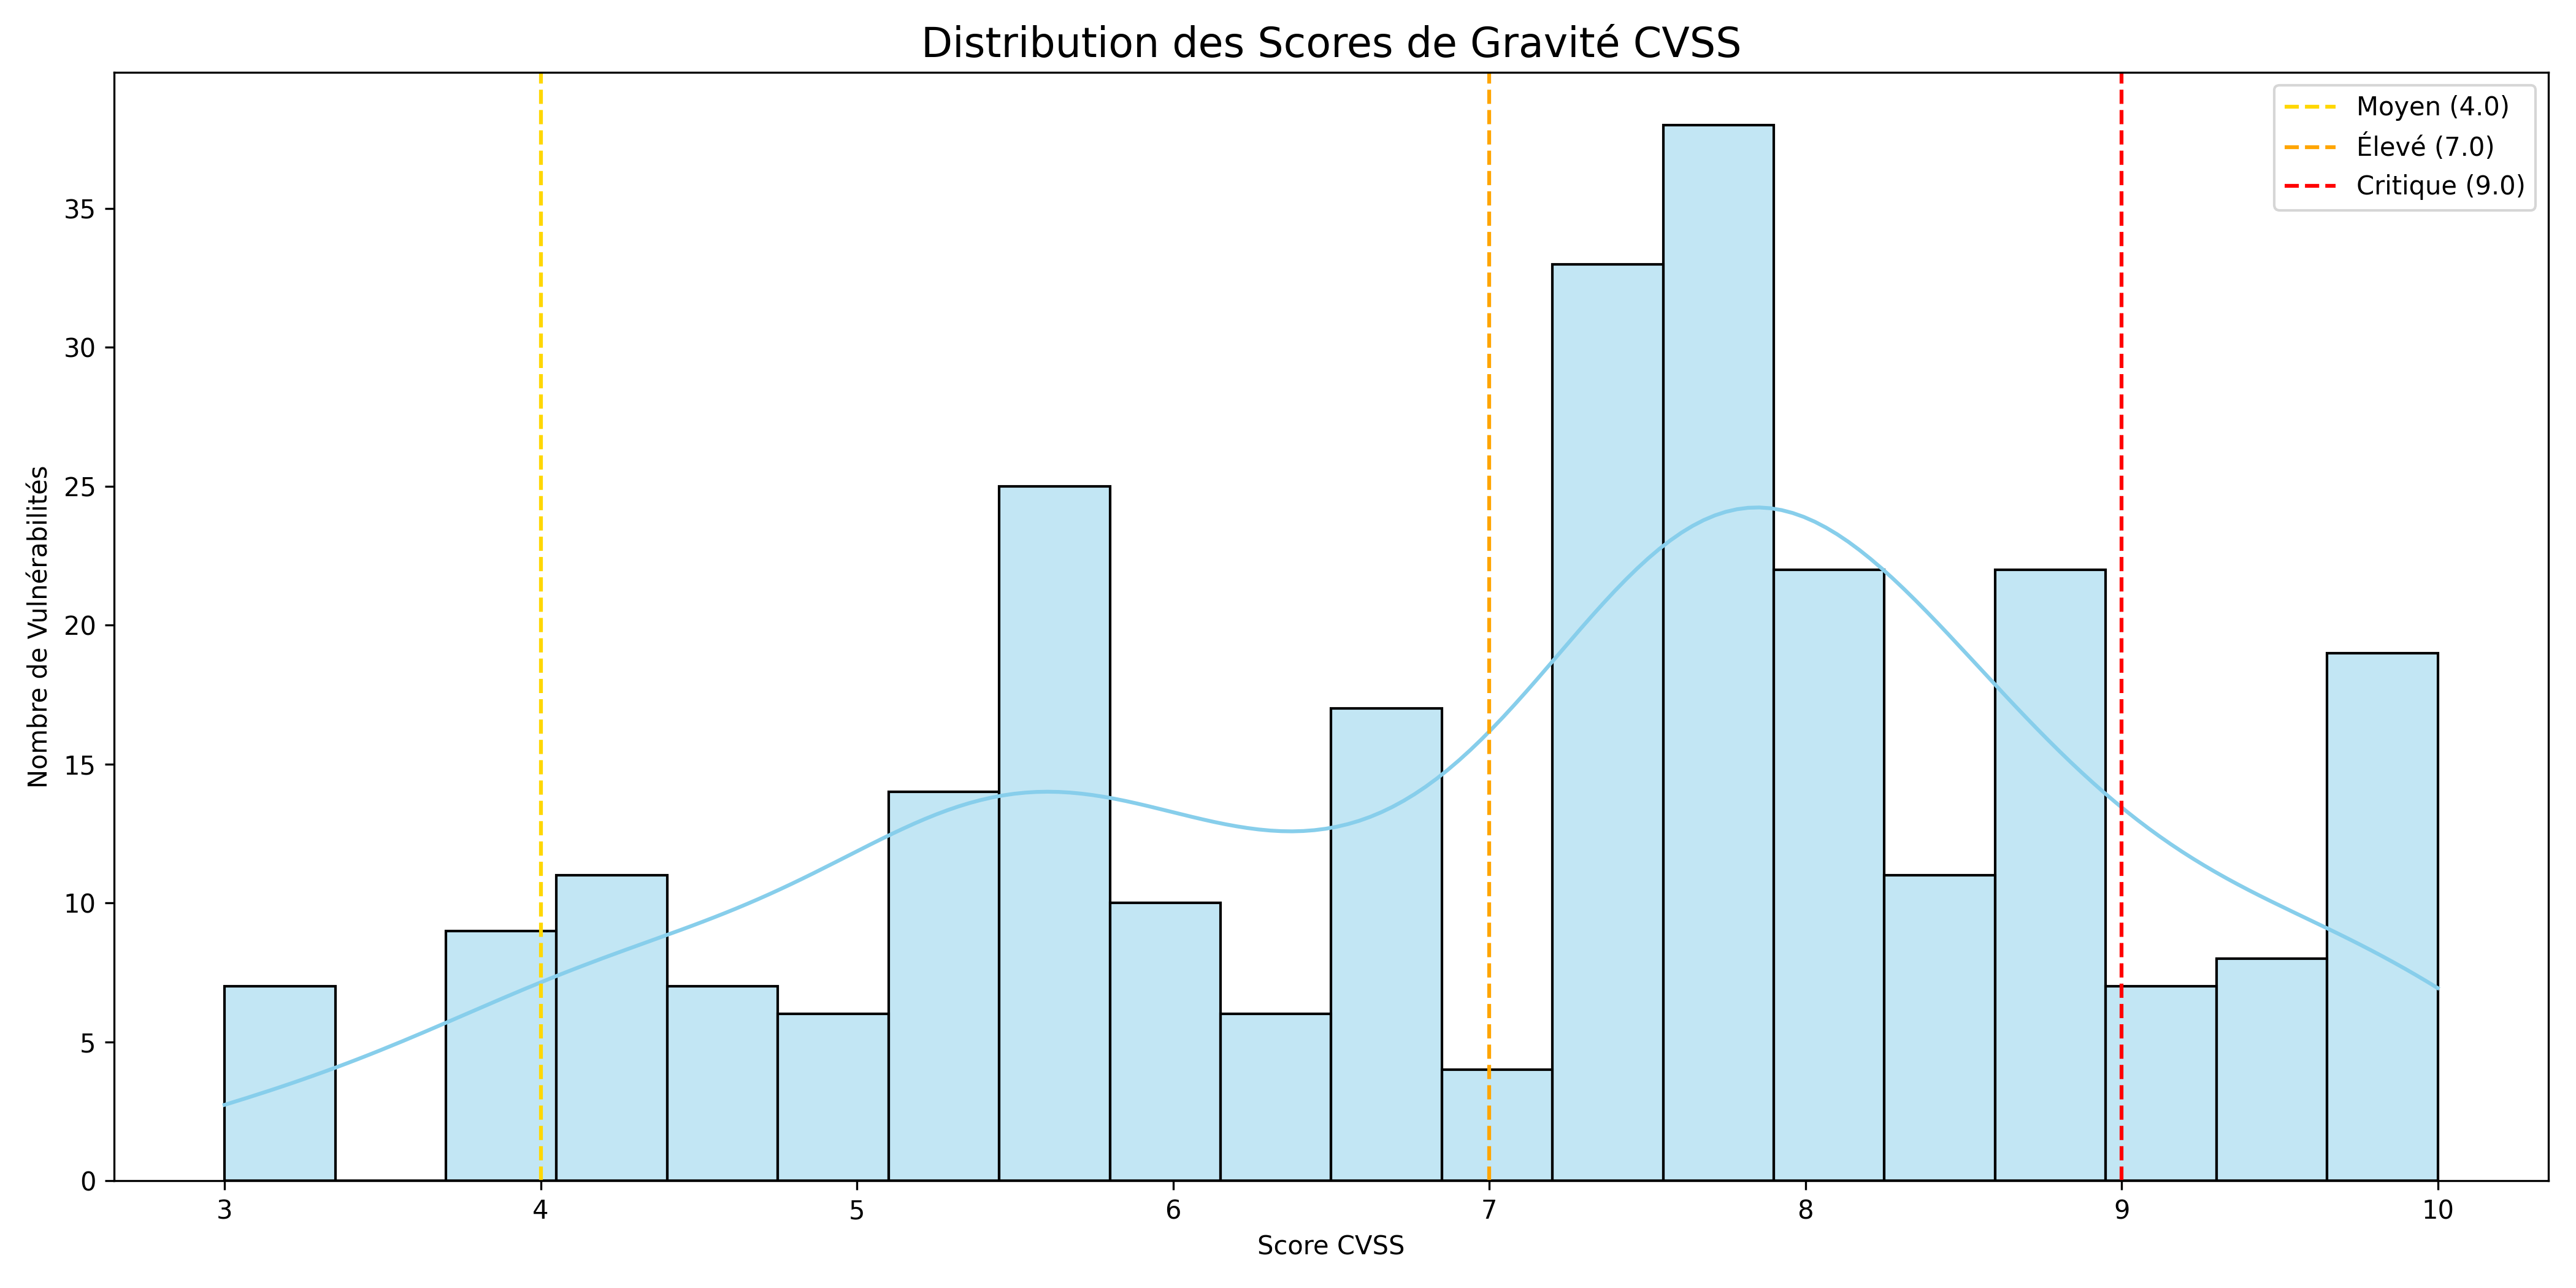 Distribution des Scores de Gravité CVSS
Moyen (4.0)
Élevé (7.0)
Critique (9.0)
Nombre de Vulnérabilités
35
30
25
20
15
10
5
0
3 4 5 6 7 8 9 10
Score CVSS